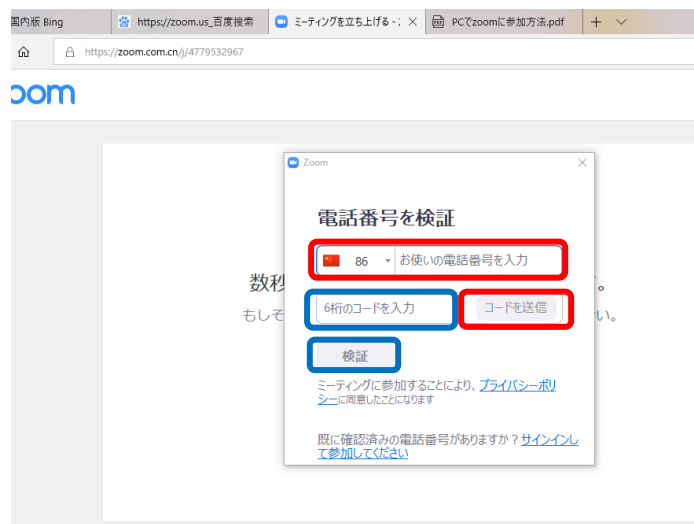 国内版 Bing
https://zoom.us_百度搜索
ミーティングを立ち上げる - :
PCでzoomに参加方法.pdf
https://zoom.com.cn/j/4779532967
oom
Zoom
電話番号を検証
86
お使いの電話番号を入力
数秒
。
6桁のコードを入力
コードを送信
もしそ
い。
検証
ミーティングに参加することにより、プライバシーポリ
シーに同意したことになります
既に確認済みの電話番号がありますか？サインインし
て参加してください